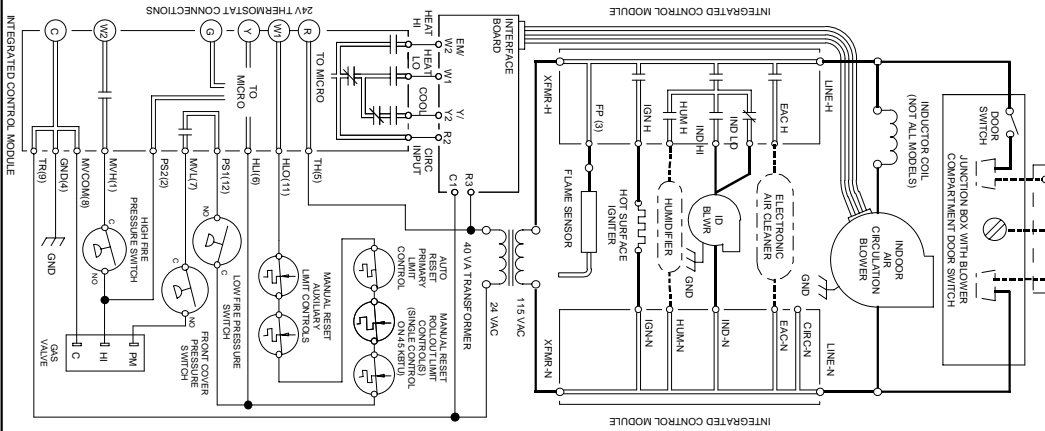 INTEGRATED CONTROL MODULE
24V THERMOSTAT CONNECTIONS
C
W2
G
Y
W1
R
TO
MICRO
TO MICRO
HEAT
HI
HEAT
LO
COOL
EM/
W2
W1
Y/
Y2
R2
CIRC
INPUT
INTERFACE
BOARD
TR(9)
GND(4)
MVCOM(8)
MVH(1)
PS2(2)
MVL(7)
PS1(12)
HLI(6)
HLO(11)
TH(5)
C1
R3
GND
HIGH FIRE
PRESSURE SWITCH
C
NO
NO
C
C
NO
LOW FIRE PRESSURE
SWITCH
FRONT COVER
PRESSURE
SWITCH
GAS
VALVE
C
HI
PM
MANUAL RESET
AUXILIARY
LIMIT CONTROLS
AUTO
RESET
PRIMARY
LIMIT
CONTROL
MANUAL RESET
ROLLOUT LIMIT
CONTROL(S)
(SINGLE CONTROL
ON 45 KBTU)
40 VA TRANSFORMER
24 VAC
115 VAC
INTEGRATED CONTROL MODULE
XFMR-H
LINE-H
FP (3)
IGN H
HUM H
IND HI
IND LO
EAC H
FLAME SENSOR
HOT SURFACE
IGNITER
HUMIDIFIER
ID
BLWR
GND
ELECTRONIC
AIR CLEANER
XFMR-N
IGN-N
HUM-N
IND-N
EAC-N
CIRC-N
LINE-N
INTEGRATED CONTROL MODULE
INDUCTOR COIL
(NOT ALL MODELS)
INDOOR
AIR
CIRCULATION
BLOWER
GND
DOOR
SWITCH
JUNCTION BOX WITH BLOWER
COMPARTMENT DOOR SWITCH